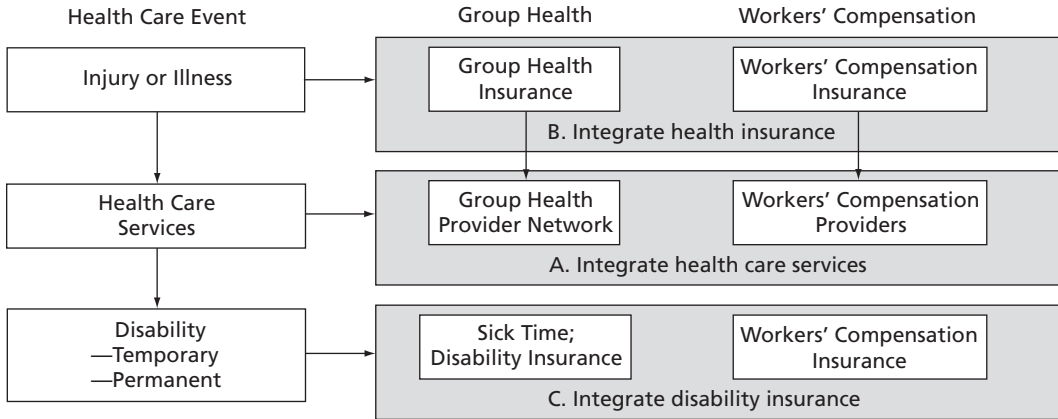 Health Care Event
Group Health
Workers’ Compensation
Injury or Illness
Group Health
Insurance
Workers’ Compensation
Insurance
B. Integrate health insurance
Health Care
Services
Group Health
Provider Network
Workers’ Compensation
Providers
A. Integrate health care services
Disability
—Temporary
—Permanent
Sick Time;
Disability Insurance
Workers’ Compensation
Insurance
C. Integrate disability insurance